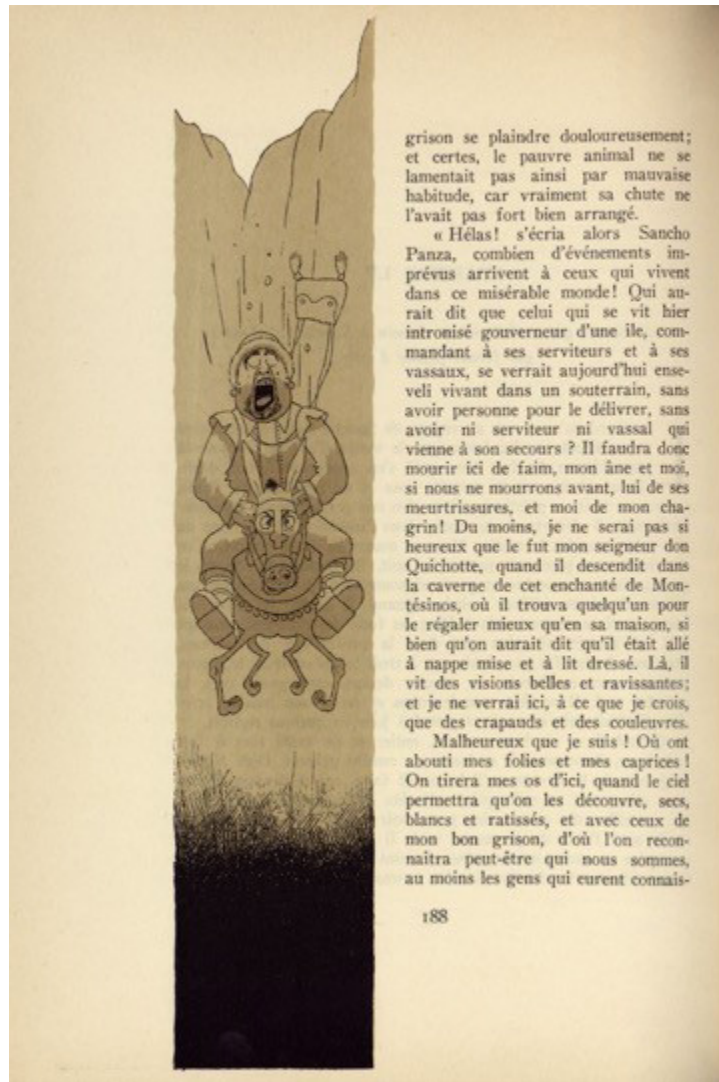 grison se plaindre douloureusement;
et certes, le pauvre animal ne se
lamentait pas ainsi par mauvaise
habitude, car vraiment sa chute ne
l'avait pas fort bien arrangé.
« Hélas! s'écria alors Sancho
Panza, combien d'événements im-
prévus arrivent à ceux qui vivent
dans ce misérable monde! Qui au-
rait dit que celui qui se vit hier
intronisé gouverneur d'une ile, com-
mandant à ses serviteurs et à ses
vassaux, se verrait aujourd'hui ense-
veli vivant dans un souterrain, sans
avoir personne pour le délivrer, sans
avoir ni serviteur ni vassal qui
vienne à son secours ? Il faudra donc
mourir ici de faim, mon âne et moi,
si nous ne mourrons avant, lui de ses
meurtrissures, et moi de mon cha-
grin! Du moins, je ne serai pas si
heureux que le fut mon seigneur don
Quichotte, quand il descendit dans
la caverne de cet enchanté de Mon-
tésinos, où il trouva quelqu'un pour
le régaler mieux qu'en sa maison, si
bien qu'on aurait dit qu'il était allé
à nappe mise et à lit dressé. Là, il
vit des visions belles et ravissantes;
et je ne verrai ici, à ce que je crois,
que des crapauds et des couleuvres.
Malheureux que je suis ! Où ont
abouti mes folies et mes caprices !
On tirera mes os d'ici, quand le ciel
permettra qu'on les découvre, secs,
blancs et ratissés, et avec ceux de
mon bon grison, d'où l'on recon-
naitra peut-être qui nous sommes,
au moins les gens qui eurent connais-
188